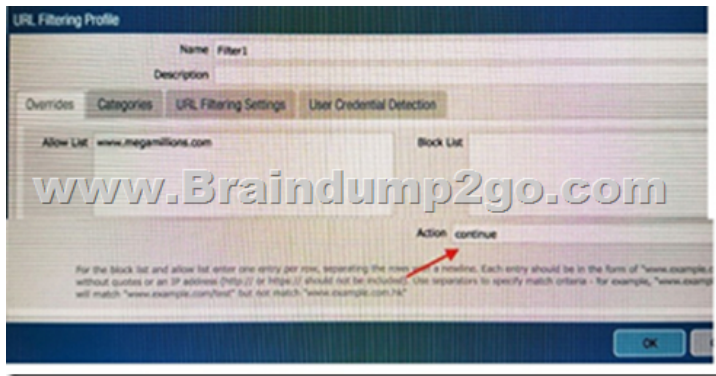 URL Filtering Profile
Name Filter1
Description
Overrides Categories URL Filtering Settings User Credential Detection
Allow List www.megamillions.com Block List
www.Braindump2go.com
Action continue
For the block list and allow list enter one entry per row, separating the rows with a newline. Each entry should be in the form of "www.example.c
without quotes or an IP address (http:// or https:// should not be included). Use separators to specify match criteria - for example, "www.examp
will match "www.example.com/test" but not match "www.example.com.hk"
OK